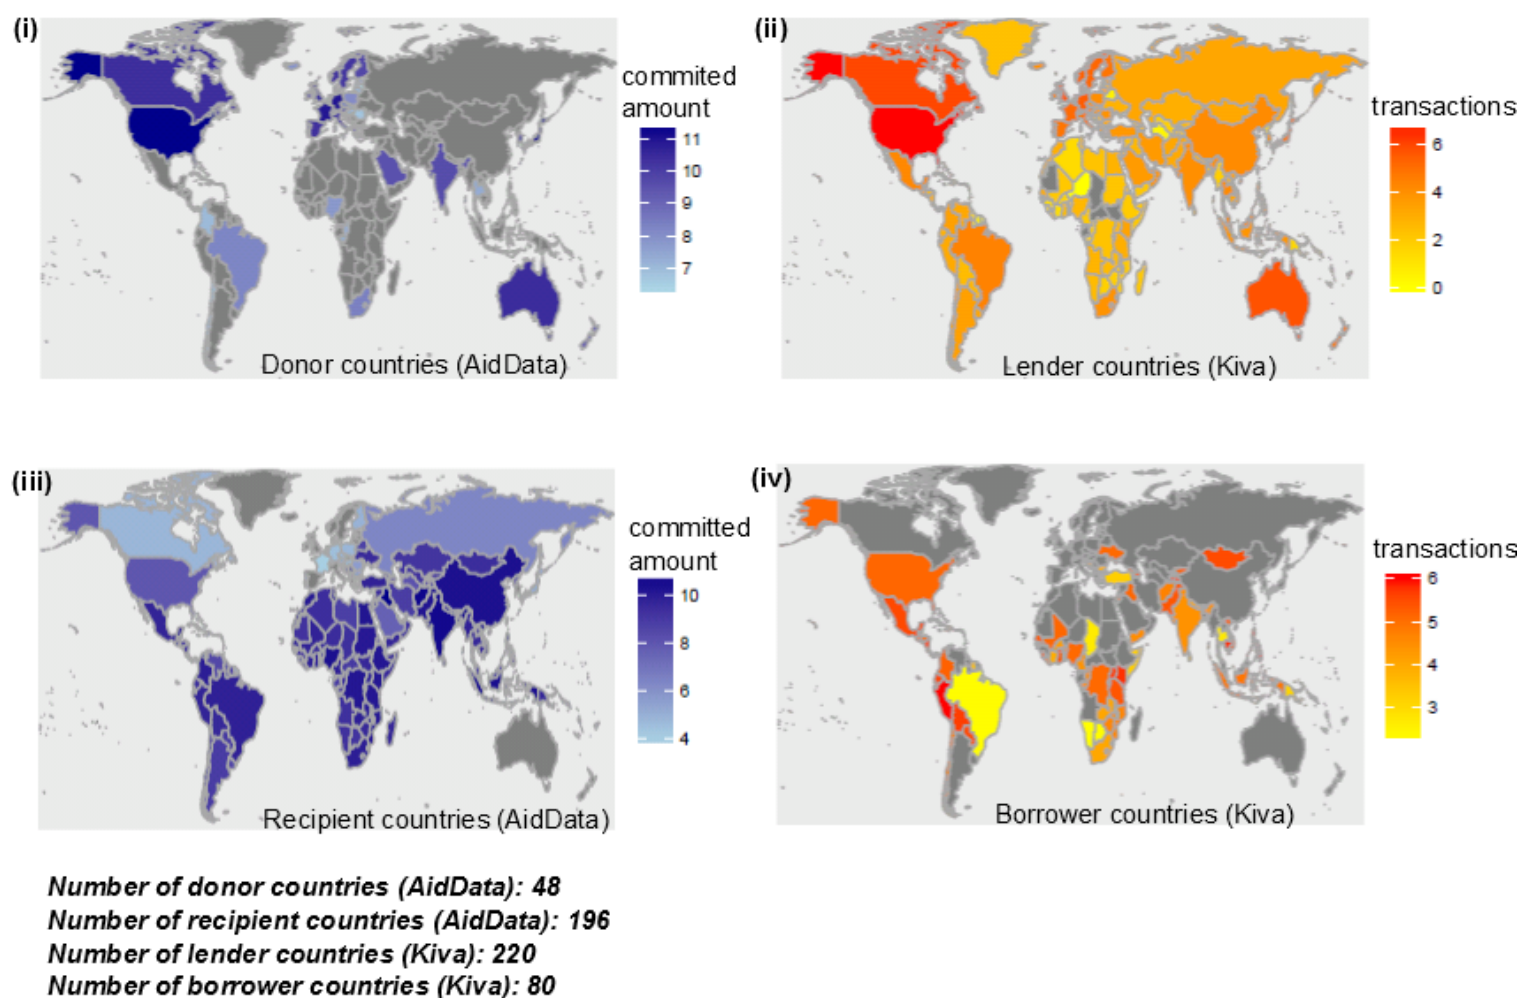 (i)
commited
amount
11
10
9
8
7
Donor countries (AidData)
(ii)
transactions
6
4
2
0
Lender countries (Kiva)
(iii)
committed
amount
10
8
6
4
Recipient countries (AidData)
(iv)
transactions
6
5
4
3
Borrower countries (Kiva)
Number of donor countries (AidData): 48
Number of recipient countries (AidData): 196
Number of lender countries (Kiva): 220
Number of borrower countries (Kiva): 80